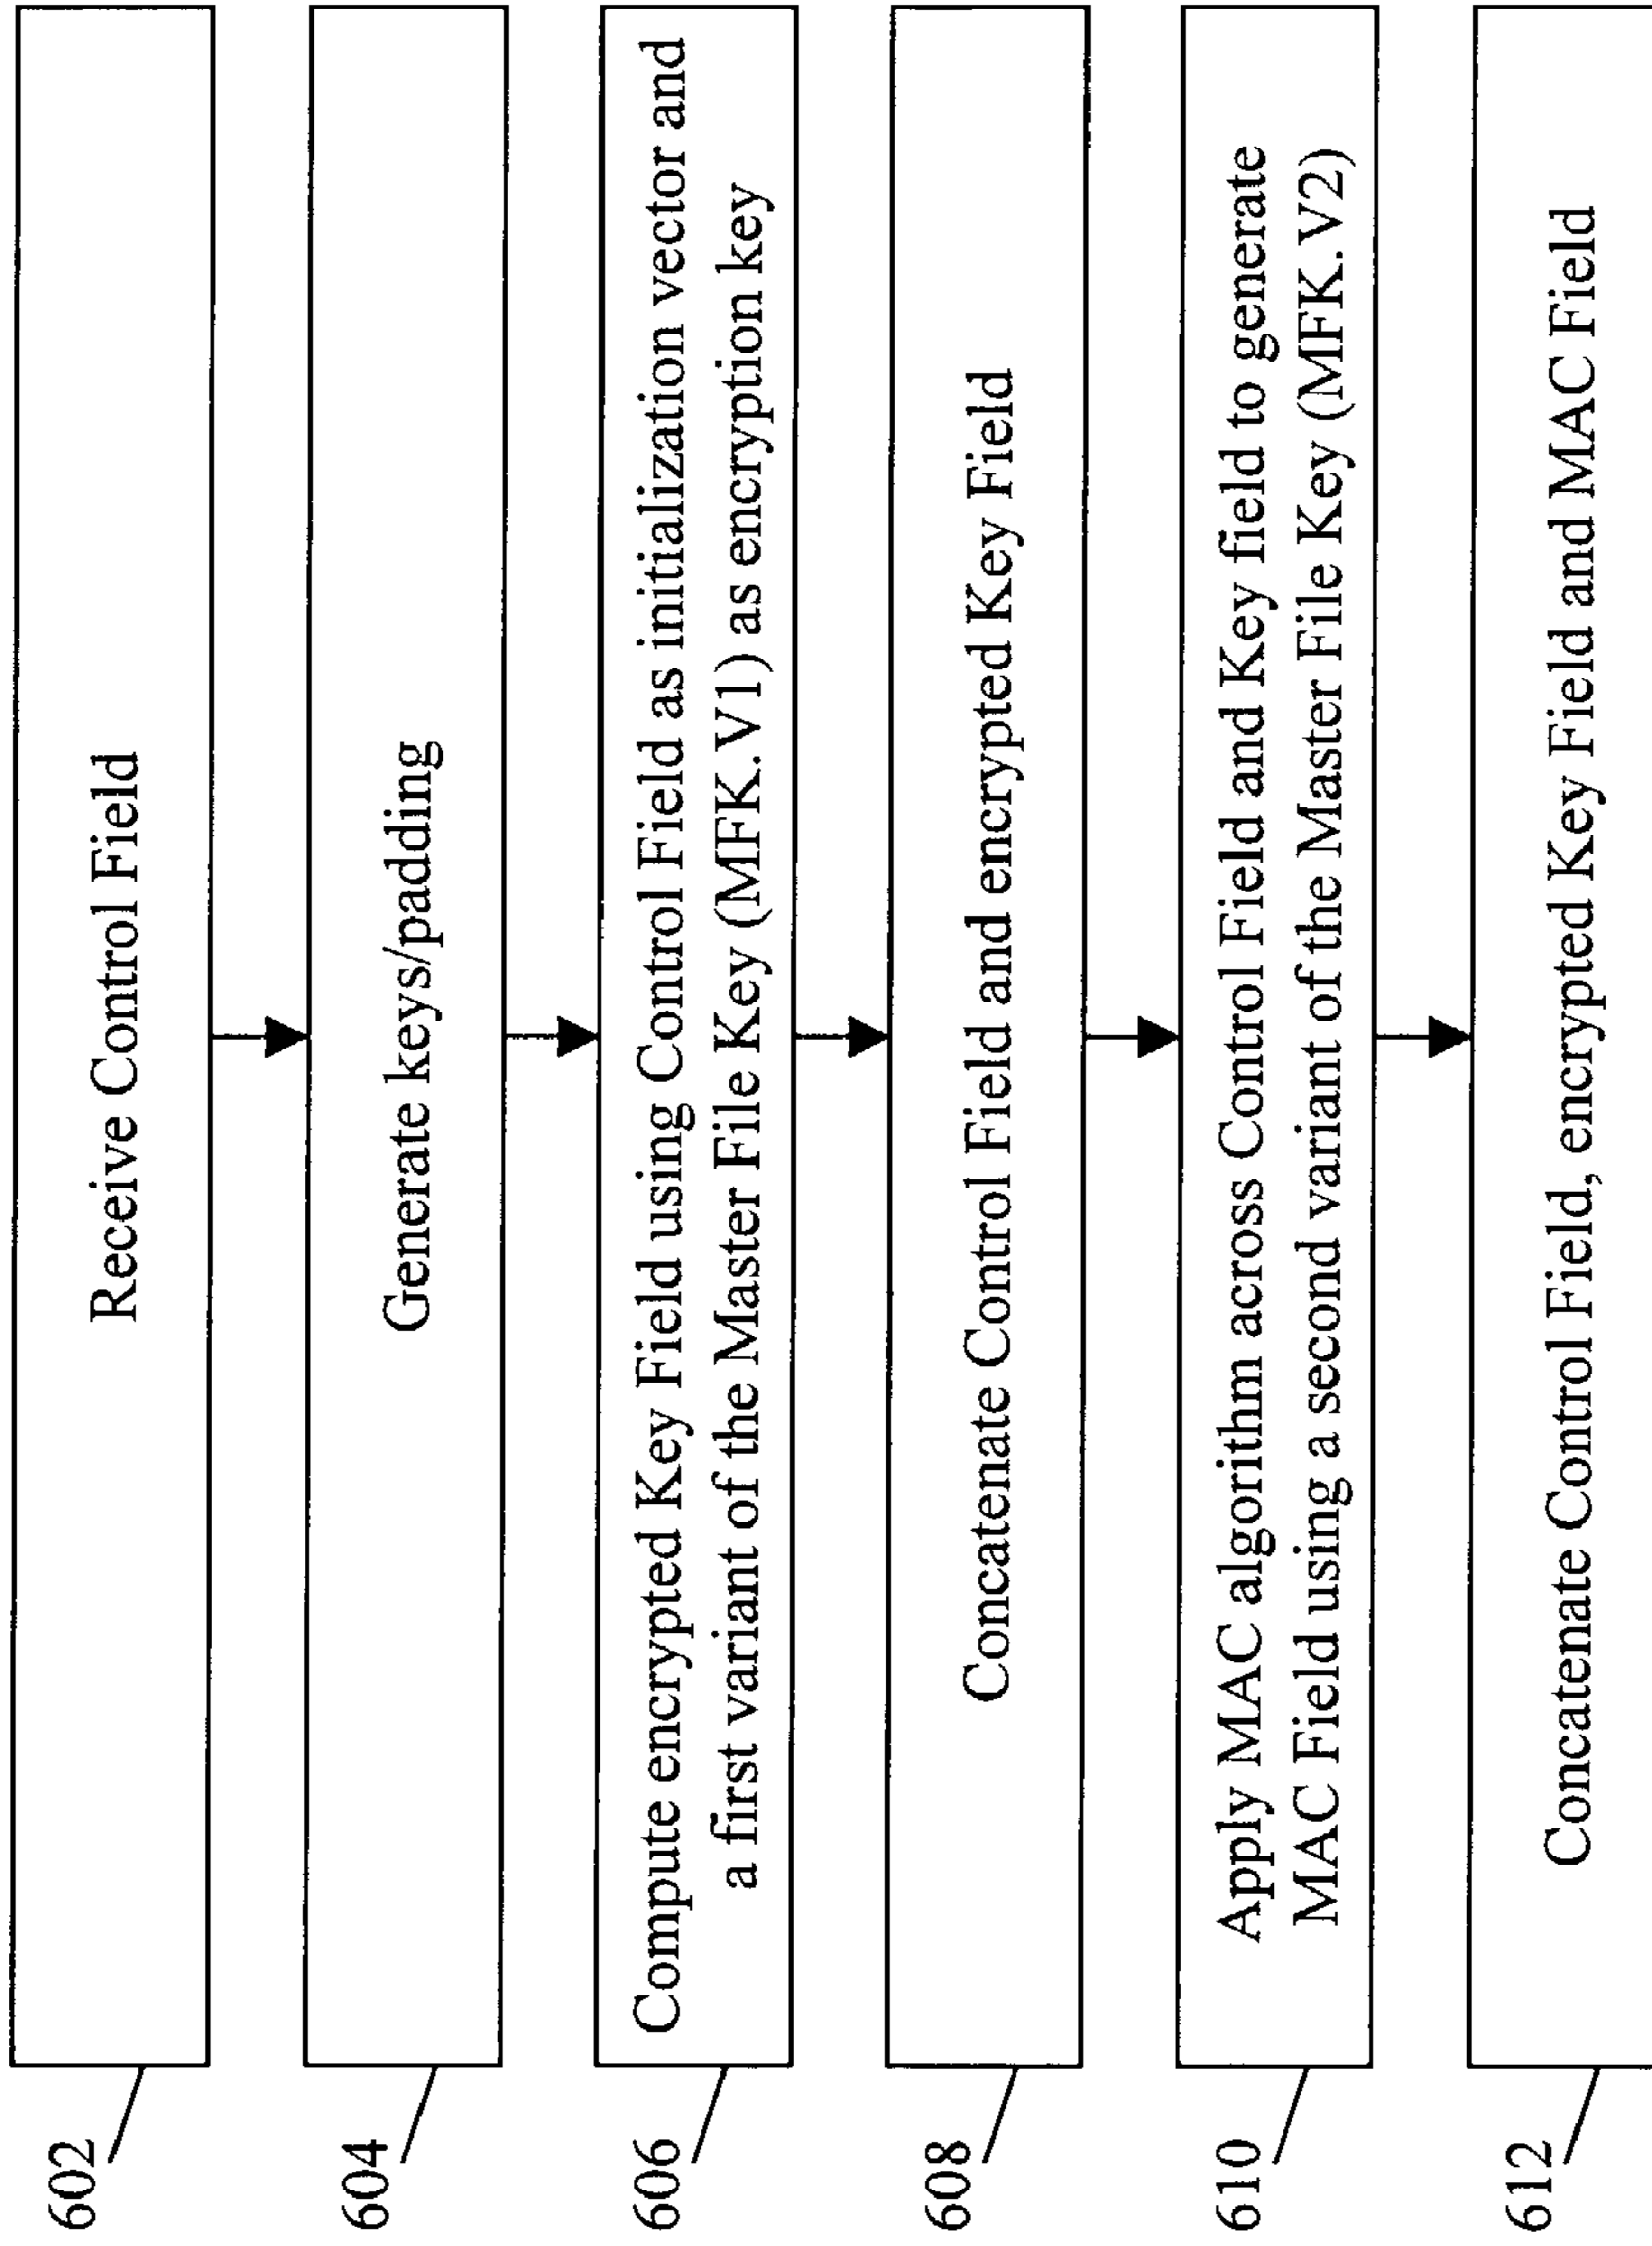 602
Receive Control Field
604
Generate keys/padding
606
Compute encrypted Key Field using Control Field as initialization vector and
a first variant of the Master File Key (MFK.V1) as encryption key
608
Concatenate Control Field and encrypted Key Field
610
Apply MAC algorithm across Control Field and Key field to generate
MAC Field using a second variant of the Master File Key (MFK.V2)
612
Concatenate Control Field, encrypted Key Field and MAC Field